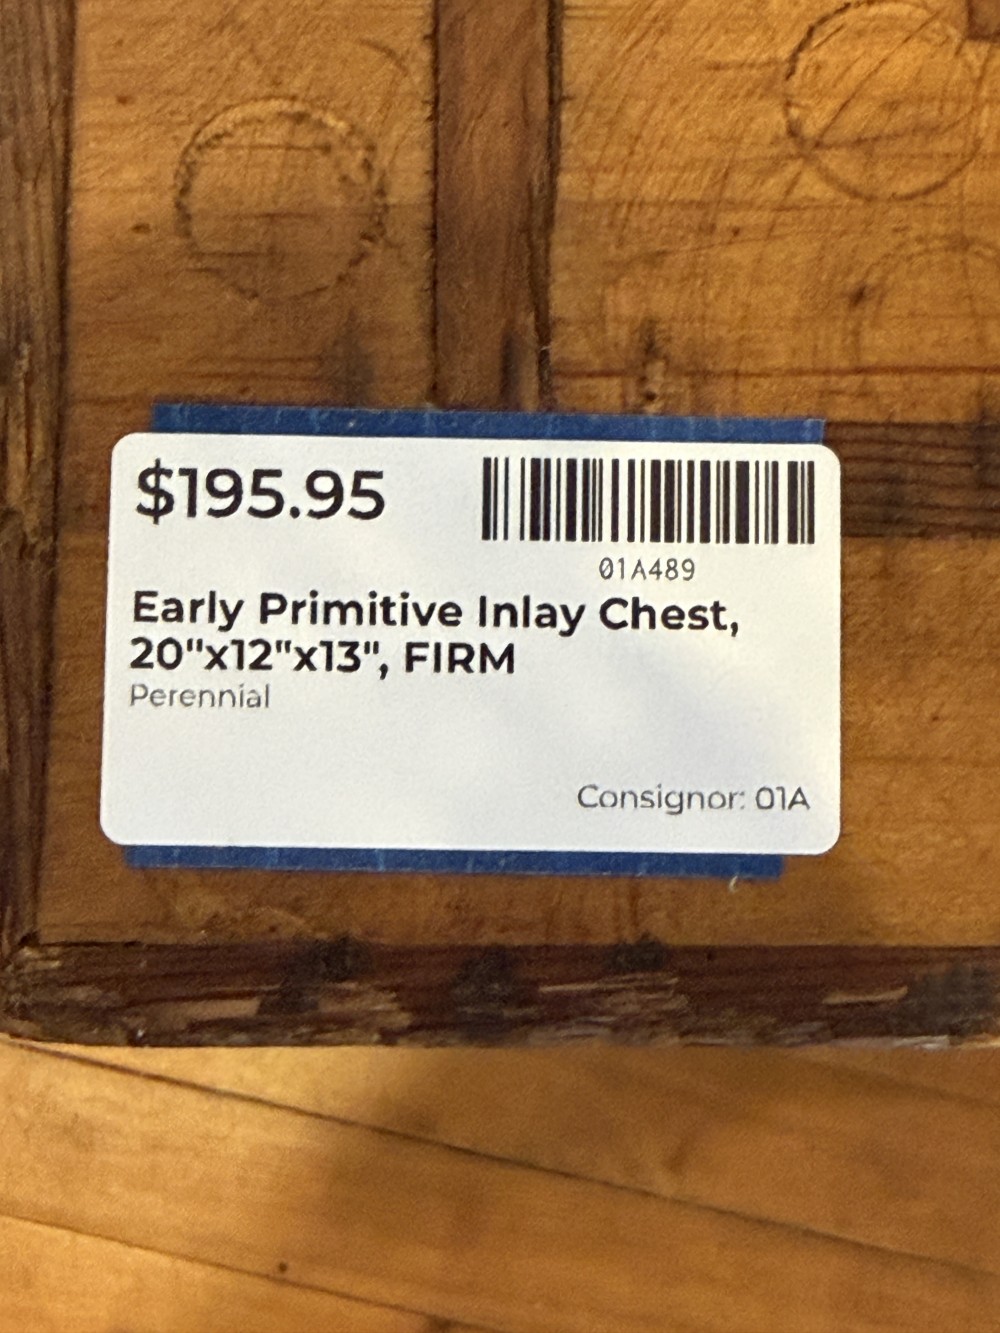 $195.95
01A489
Early Primitive Inlay Chest,
20"x12"x13", FIRM
Perennial
Consignor: 01A